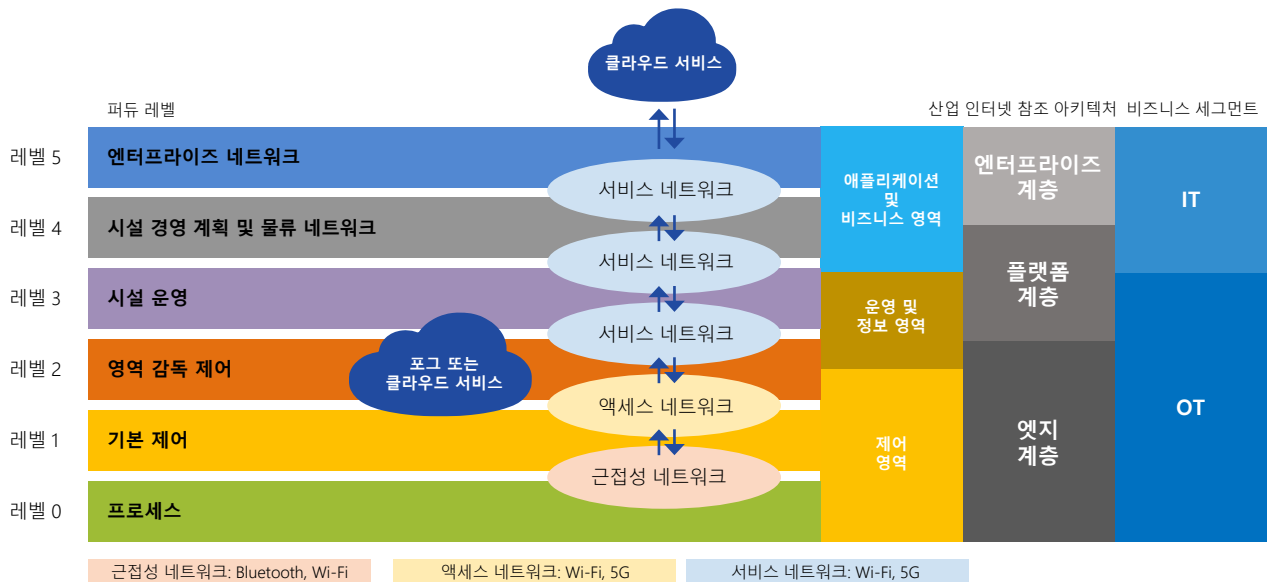 클라우드 서비스
퍼듀 레벨
산업 인터넷 참조 아키텍처 비즈니스 세그먼트
레벨 5
엔터프라이즈 네트워크
서비스 네트워크
애플리케이션
및
비즈니스 영역
엔터프라이즈
계층
IT
레벨 4
시설 경영 계획 및 물류 네트워크
서비스 네트워크
플랫폼
계층
레벨 3
시설 운영
서비스 네트워크
운영 및
정보 영역
레벨 2
영역 감독 제어
포그 또는
클라우드 서비스
액세스 네트워크
OT
레벨 1
기본 제어
제어
영역
엣지
계층
근접성 네트워크
레벨 0
프로세스
근접성 네트워크: Bluetooth, Wi-Fi
액세스 네트워크: Wi-Fi, 5G
서비스 네트워크: Wi-Fi, 5G